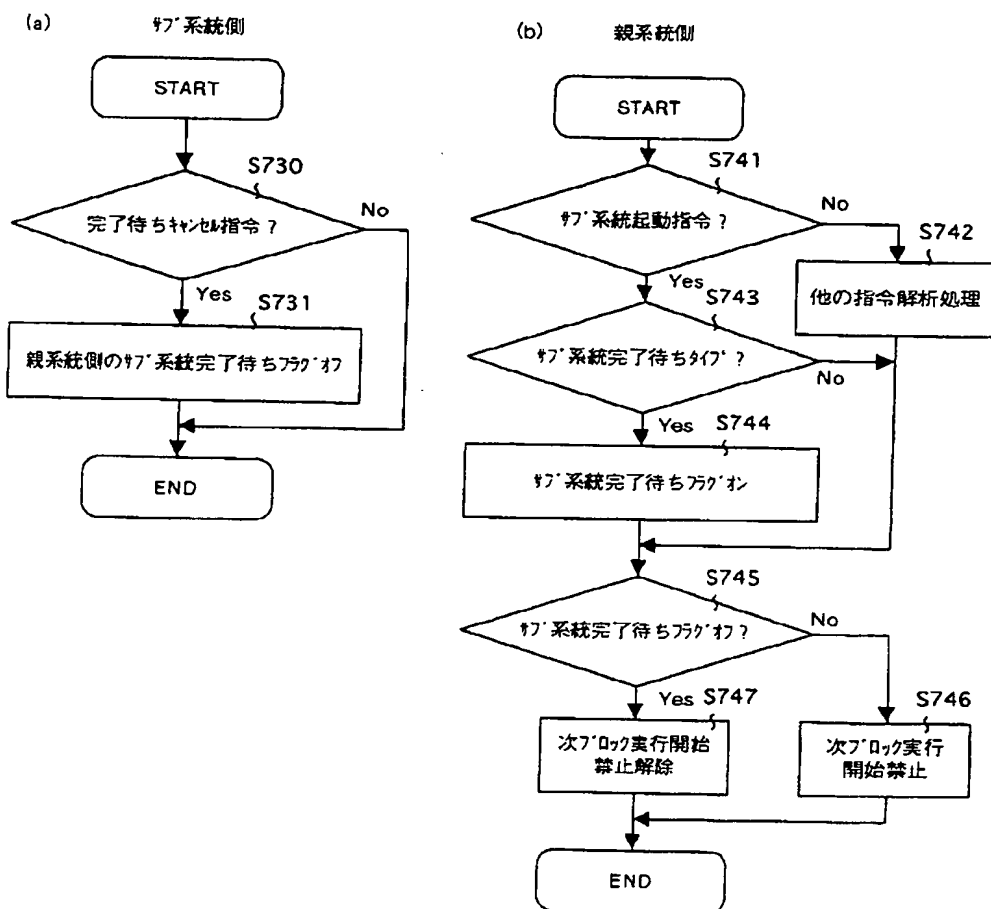 (a) サブ系統側
START
S730
完了待ちキャンセル指令?
No
Yes
S731
親系統側のサブ系統完了待ちフラグオフ
END
(b) 親系統側
START
S741
サブ系統起動指令?
No
S742
他の指令解析処理
Yes
S743
サブ系統完了待ちタイプ?
No
Yes
S744
サブ系統完了待ちフラグオン
S745
サブ系統完了待ちフラグオフ?
No
Yes
S747
次ブロック実行開始
禁止解除
S746
次ブロック実行
開始禁止
END